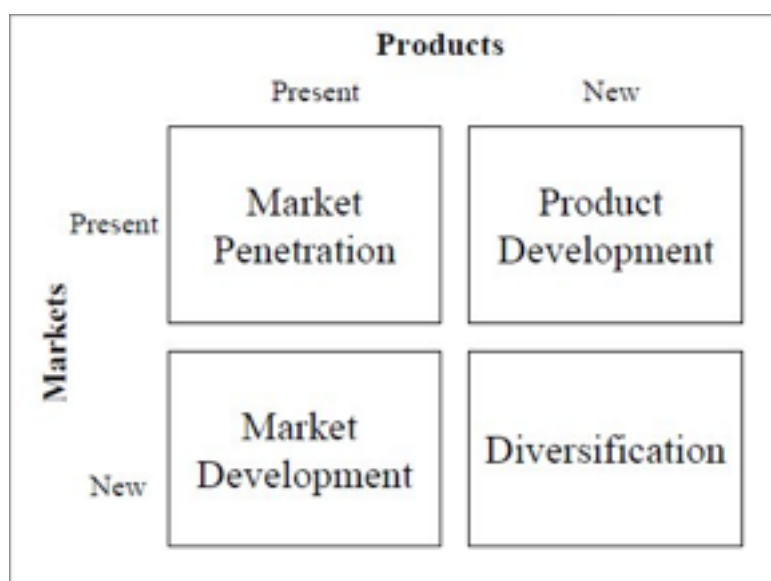 Products
Present
New
Present
Market
Penetration
Product
Development
Markets
New
Market
Development
Diversification